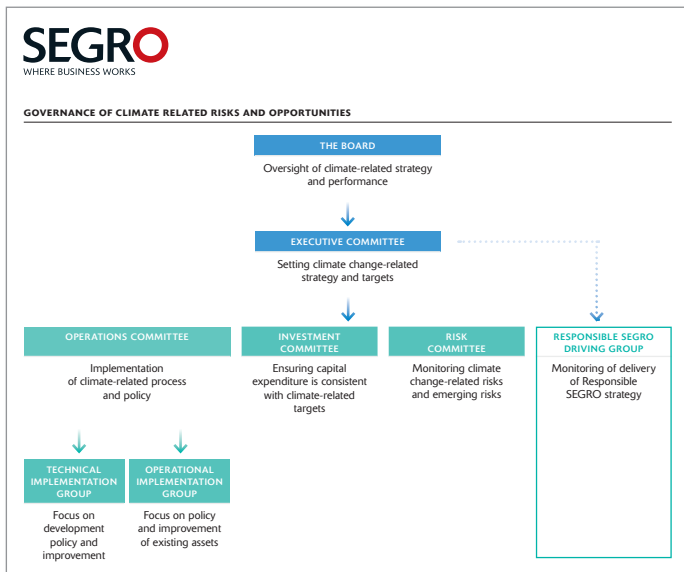 SEGRO
WHERE BUSINESS WORKS
GOVERNANCE OF CLIMATE RELATED RISKS AND OPPORTUNITIES
THE BOARD
Oversight of climate-related strategy
and performance
EXECUTIVE COMMITTEE
Setting climate change-related
strategy and targets
OPERATIONS COMMITTEE
Implementation
of climate-related process
and policy
INVESTMENT
COMMITTEE
Ensuring capital
expenditure is consistent
with climate-related
targets
RISK
COMMITTEE
Monitoring climate
change-related risks
and emerging risks
RESPONSIBLE SEGRO
DRIVING GROUP
Monitoring of delivery
of Responsible
SEGRO strategy
TECHNICAL
IMPLEMENTATION
GROUP
Focus on
development
policy and
improvement
OPERATIONAL
IMPLEMENTATION
GROUP
Focus on policy
and improvement
of existing assets